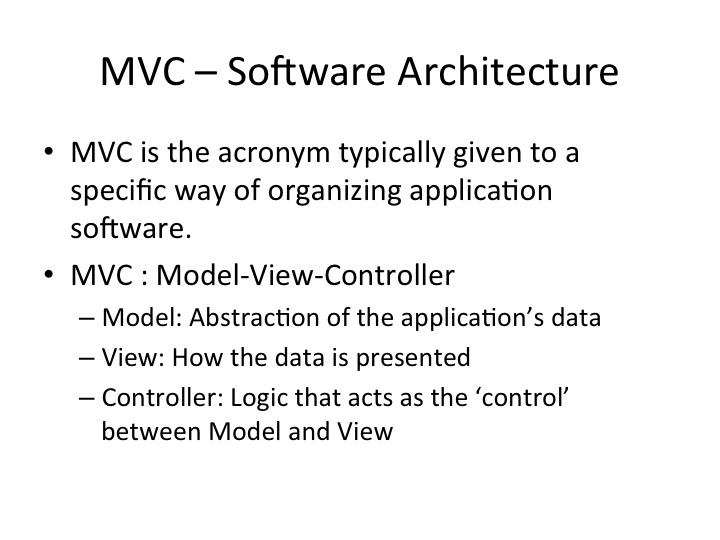 MVC – Software Architecture
• MVC is the acronym typically given to a
specific way of organizing application
software.
• MVC : Model-View-Controller
– Model: Abstraction of the application’s data
– View: How the data is presented
– Controller: Logic that acts as the ‘control’
between Model and View